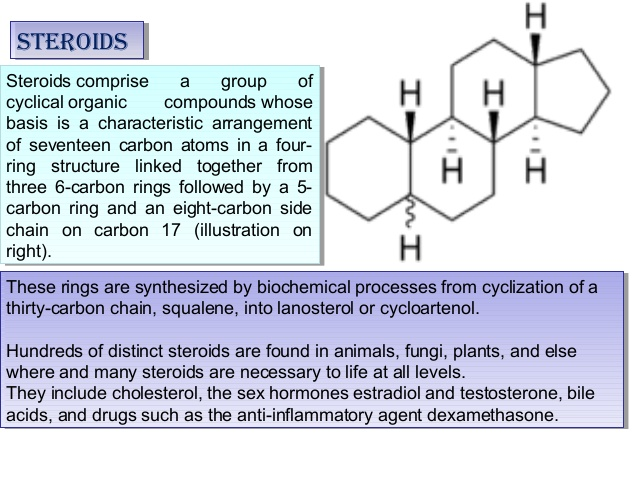 STEROIDS
Steroids comprise a group of
cyclical organic compounds whose
basis is a characteristic arrangement
of seventeen carbon atoms in a four-
ring structure linked together from
three 6-carbon rings followed by a 5-
carbon ring and an eight-carbon side
chain on carbon 17 (illustration on
right).
H
H H
H H
H
These rings are synthesized by biochemical processes from cyclization of a
thirty-carbon chain, squalene, into lanosterol or cycloartenol.
Hundreds of distinct steroids are found in animals, fungi, plants, and else
where and many steroids are necessary to life at all levels.
They include cholesterol, the sex hormones estradiol and testosterone, bile
acids, and drugs such as the anti-inflammatory agent dexamethasone.